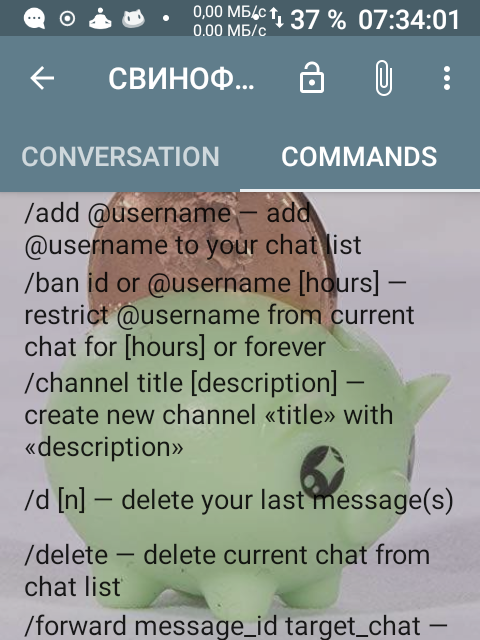 0,00 МБ/с
0.00 МБ/с
37 % 07:34:01
СВИНОФ...
CONVERSATION COMMANDS
/add @username — add
@username to your chat list
/ban id or @username [hours] —
restrict @username from current
chat for [hours] or forever
/channel title [description] —
create new channel «title» with
«description»
/d [n] — delete your last message(s)
/delete — delete current chat from
chat list
/forward message_id target_chat —